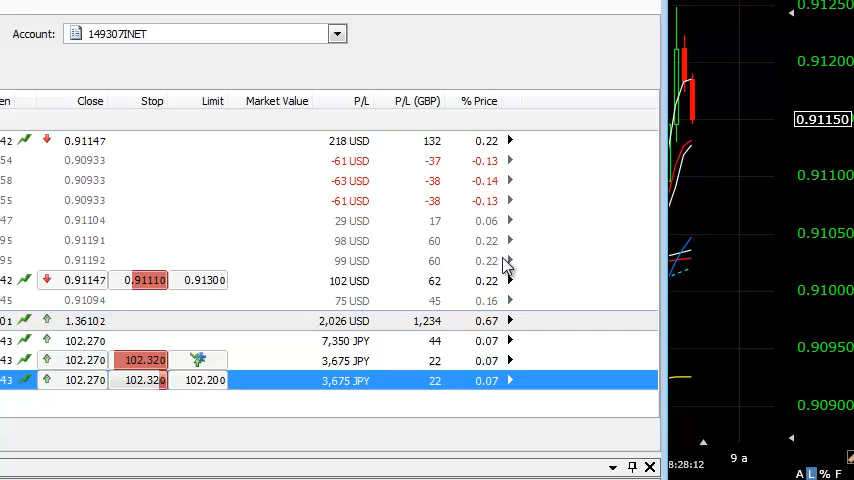 Account: 149307INET
en Close Stop Limit Market Value P/L P/L (GBP) % Price
42 0.91147 218 USD 132 0.22
54 0.90933 -61 USD -37 -0.13
58 0.90933 -63 USD -38 -0.14
55 0.90933 -61 USD -38 -0.13
47 0.91104 29 USD 17 0.06
95 0.91191 98 USD 60 0.22
95 0.91192 99 USD 60 0.22
42 0.91147 0.91110 0.91300 102 USD 62 0.22
45 0.91094 75 USD 45 0.16
01 1.36102 2,026 USD 1,234 0.67
43 102.270 7,350 JPY 44 0.07
43 102.270 102.320 3,675 JPY 22 0.07
43 102.270 102.320 102.200 3,675 JPY 22 0.07
0.91250
0.91200
0.91150
0.91100
0.91050
0.91000
0.90950
0.90900
8:28:12
9 a
A L % F